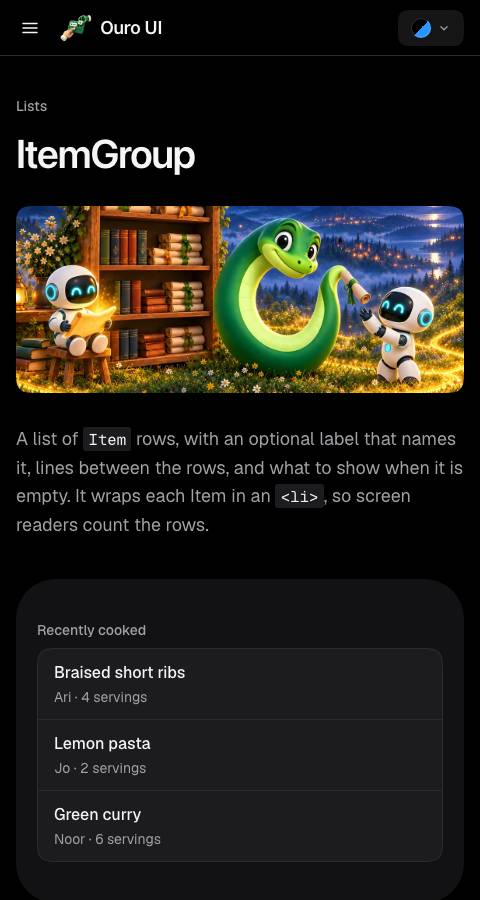 Ouro UI
Lists
ItemGroup
A list of Item rows, with an optional label that names
it, lines between the rows, and what to show when it is
empty. It wraps each Item in an <li>, so screen
readers count the rows.
Recently cooked
Braised short ribs
Ari · 4 servings
Lemon pasta
Jo · 2 servings
Green curry
Noor · 6 servings